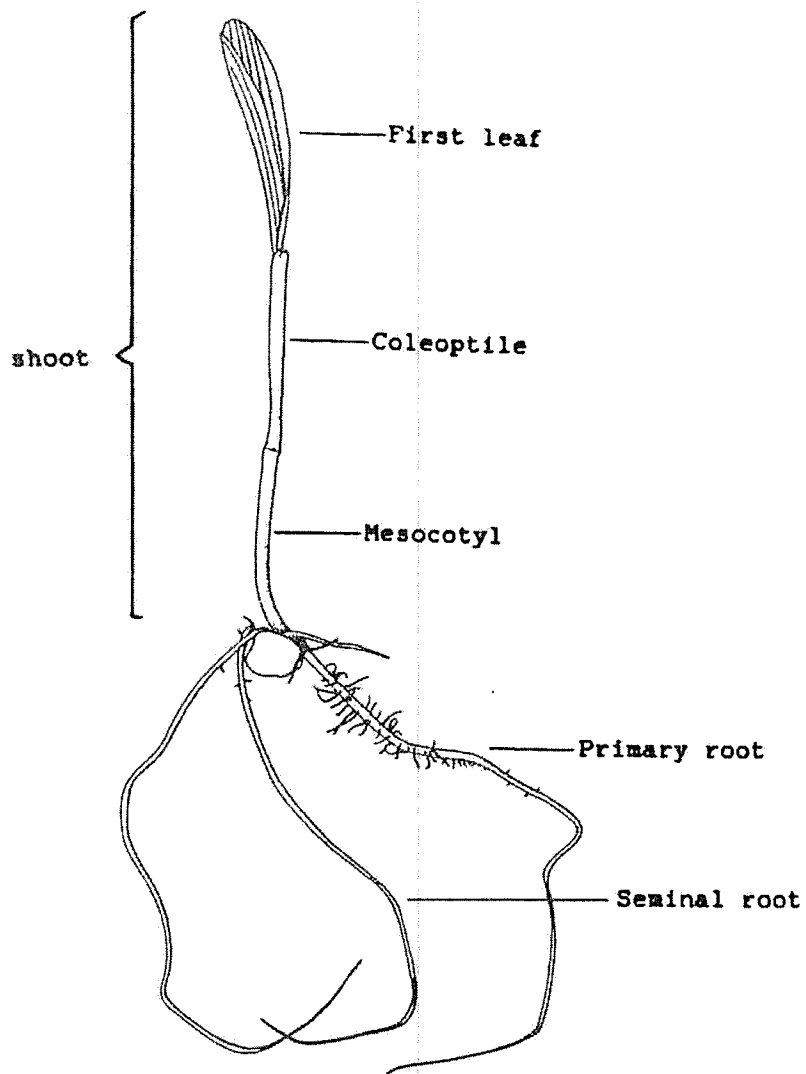 First leaf
Coleoptile
shoot
Mesocotyl
Primary root
Seminal root